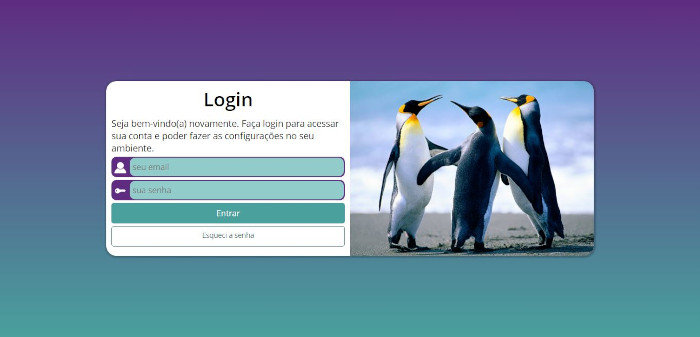 Login
Seja bem-vindo(a) novamente. Faça login para acessar
sua conta e poder fazer as configurações no seu
ambiente.
seu email
sua senha
Entrar
Esqueci a senha